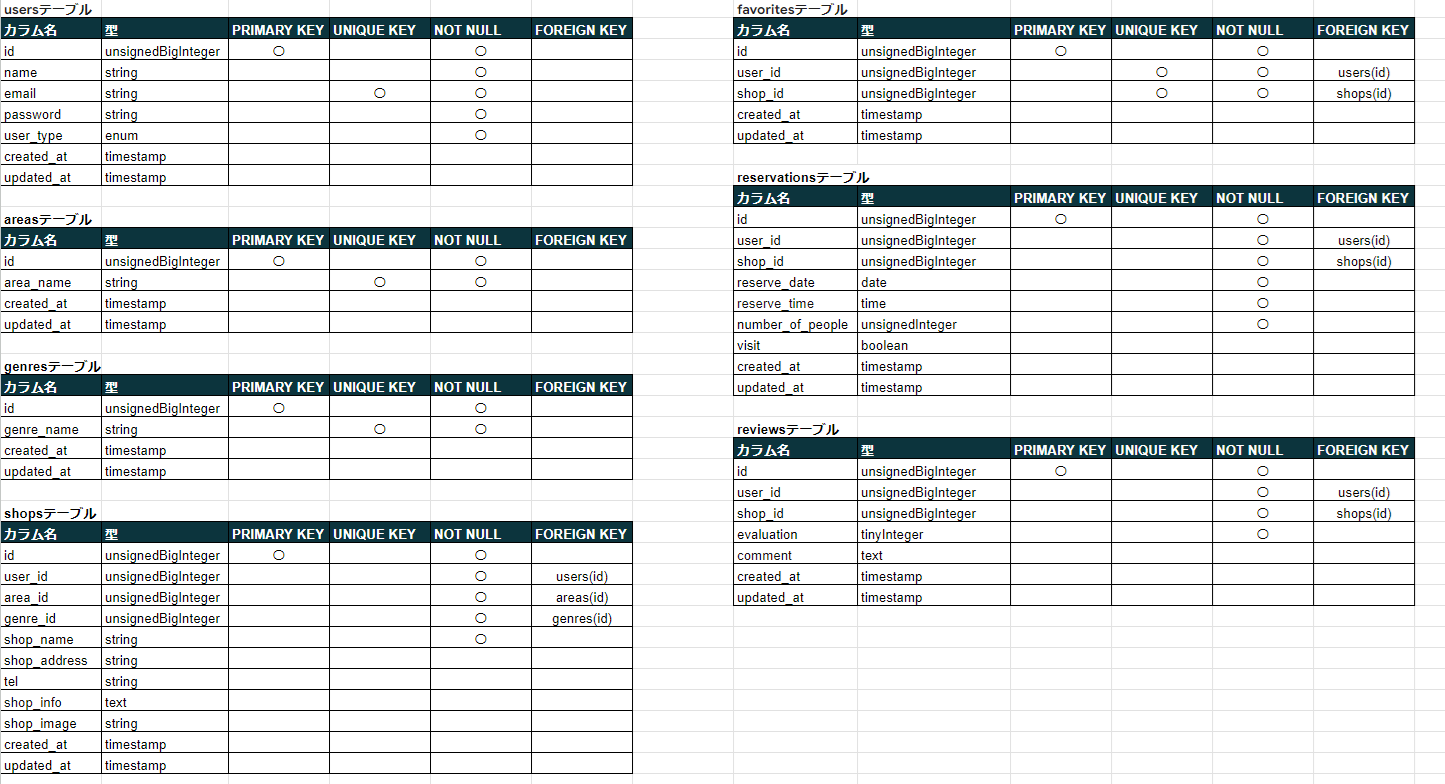 usersテーブル
カラム名 型 PRIMARY KEY UNIQUE KEY NOT NULL FOREIGN KEY
id unsignedBigInteger 〇 〇
name string 〇
email string 〇 〇
password string 〇
user_type enum 〇
created_at timestamp
updated_at timestamp
areasテーブル
カラム名 型 PRIMARY KEY UNIQUE KEY NOT NULL FOREIGN KEY
id unsignedBigInteger 〇 〇
area_name string 〇 〇
created_at timestamp
updated_at timestamp
genresテーブル
カラム名 型 PRIMARY KEY UNIQUE KEY NOT NULL FOREIGN KEY
id unsignedBigInteger 〇 〇
genre_name string 〇 〇
created_at timestamp
updated_at timestamp
shopsテーブル
カラム名 型 PRIMARY KEY UNIQUE KEY NOT NULL FOREIGN KEY
id unsignedBigInteger 〇 〇
user_id unsignedBigInteger 〇 users(id)
area_id unsignedBigInteger 〇 areas(id)
genre_id unsignedBigInteger 〇 genres(id)
shop_name string 〇
shop_address string
tel string
shop_info text
shop_image string
created_at timestamp
updated_at timestamp
favoritesテーブル
カラム名 型 PRIMARY KEY UNIQUE KEY NOT NULL FOREIGN KEY
id unsignedBigInteger 〇 〇
user_id unsignedBigInteger 〇 〇 users(id)
shop_id unsignedBigInteger 〇 〇 shops(id)
created_at timestamp
updated_at timestamp
reservationsテーブル
カラム名 型 PRIMARY KEY UNIQUE KEY NOT NULL FOREIGN KEY
id unsignedBigInteger 〇 〇
user_id unsignedBigInteger 〇 users(id)
shop_id unsignedBigInteger 〇 shops(id)
reserve_date date 〇
reserve_time time 〇
number_of_people unsignedInteger 〇
visit boolean
created_at timestamp
updated_at timestamp
reviewsテーブル
カラム名 型 PRIMARY KEY UNIQUE KEY NOT NULL FOREIGN KEY
id unsignedBigInteger 〇 〇
user_id unsignedBigInteger 〇 users(id)
shop_id unsignedBigInteger 〇 shops(id)
evaluation tinyInteger 〇
comment text
created_at timestamp
updated_at timestamp